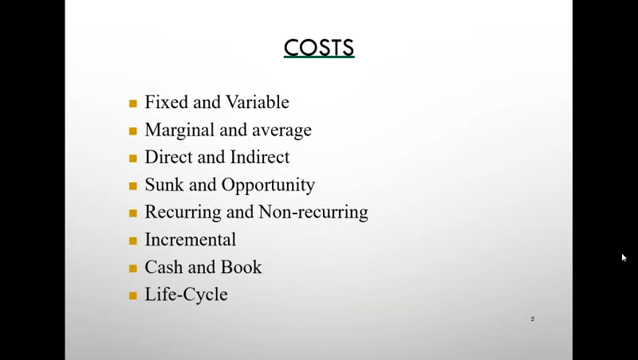 COSTS
Fixed and Variable
Marginal and average
Direct and Indirect
Sunk and Opportunity
Recurring and Non-recurring
Incremental
Cash and Book
Life-Cycle
2